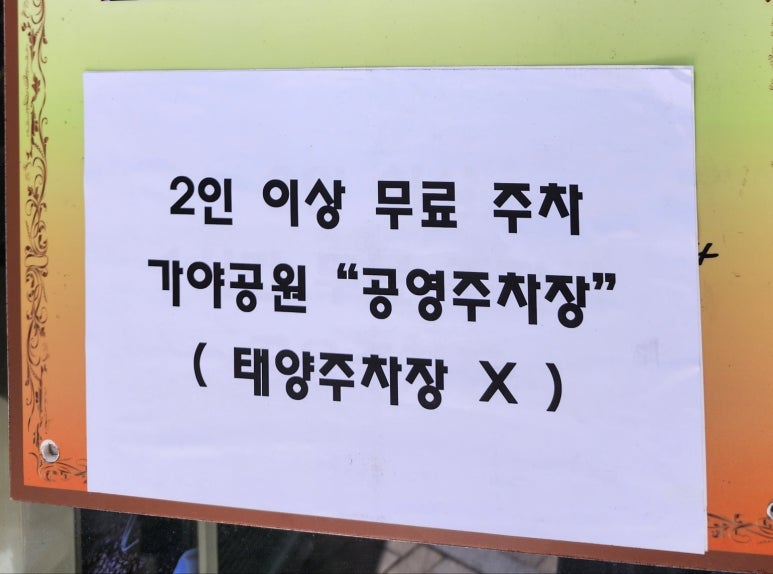 2인 이상 무료 주차
가야공원 “공영주차장”
( 태양주차장 X )